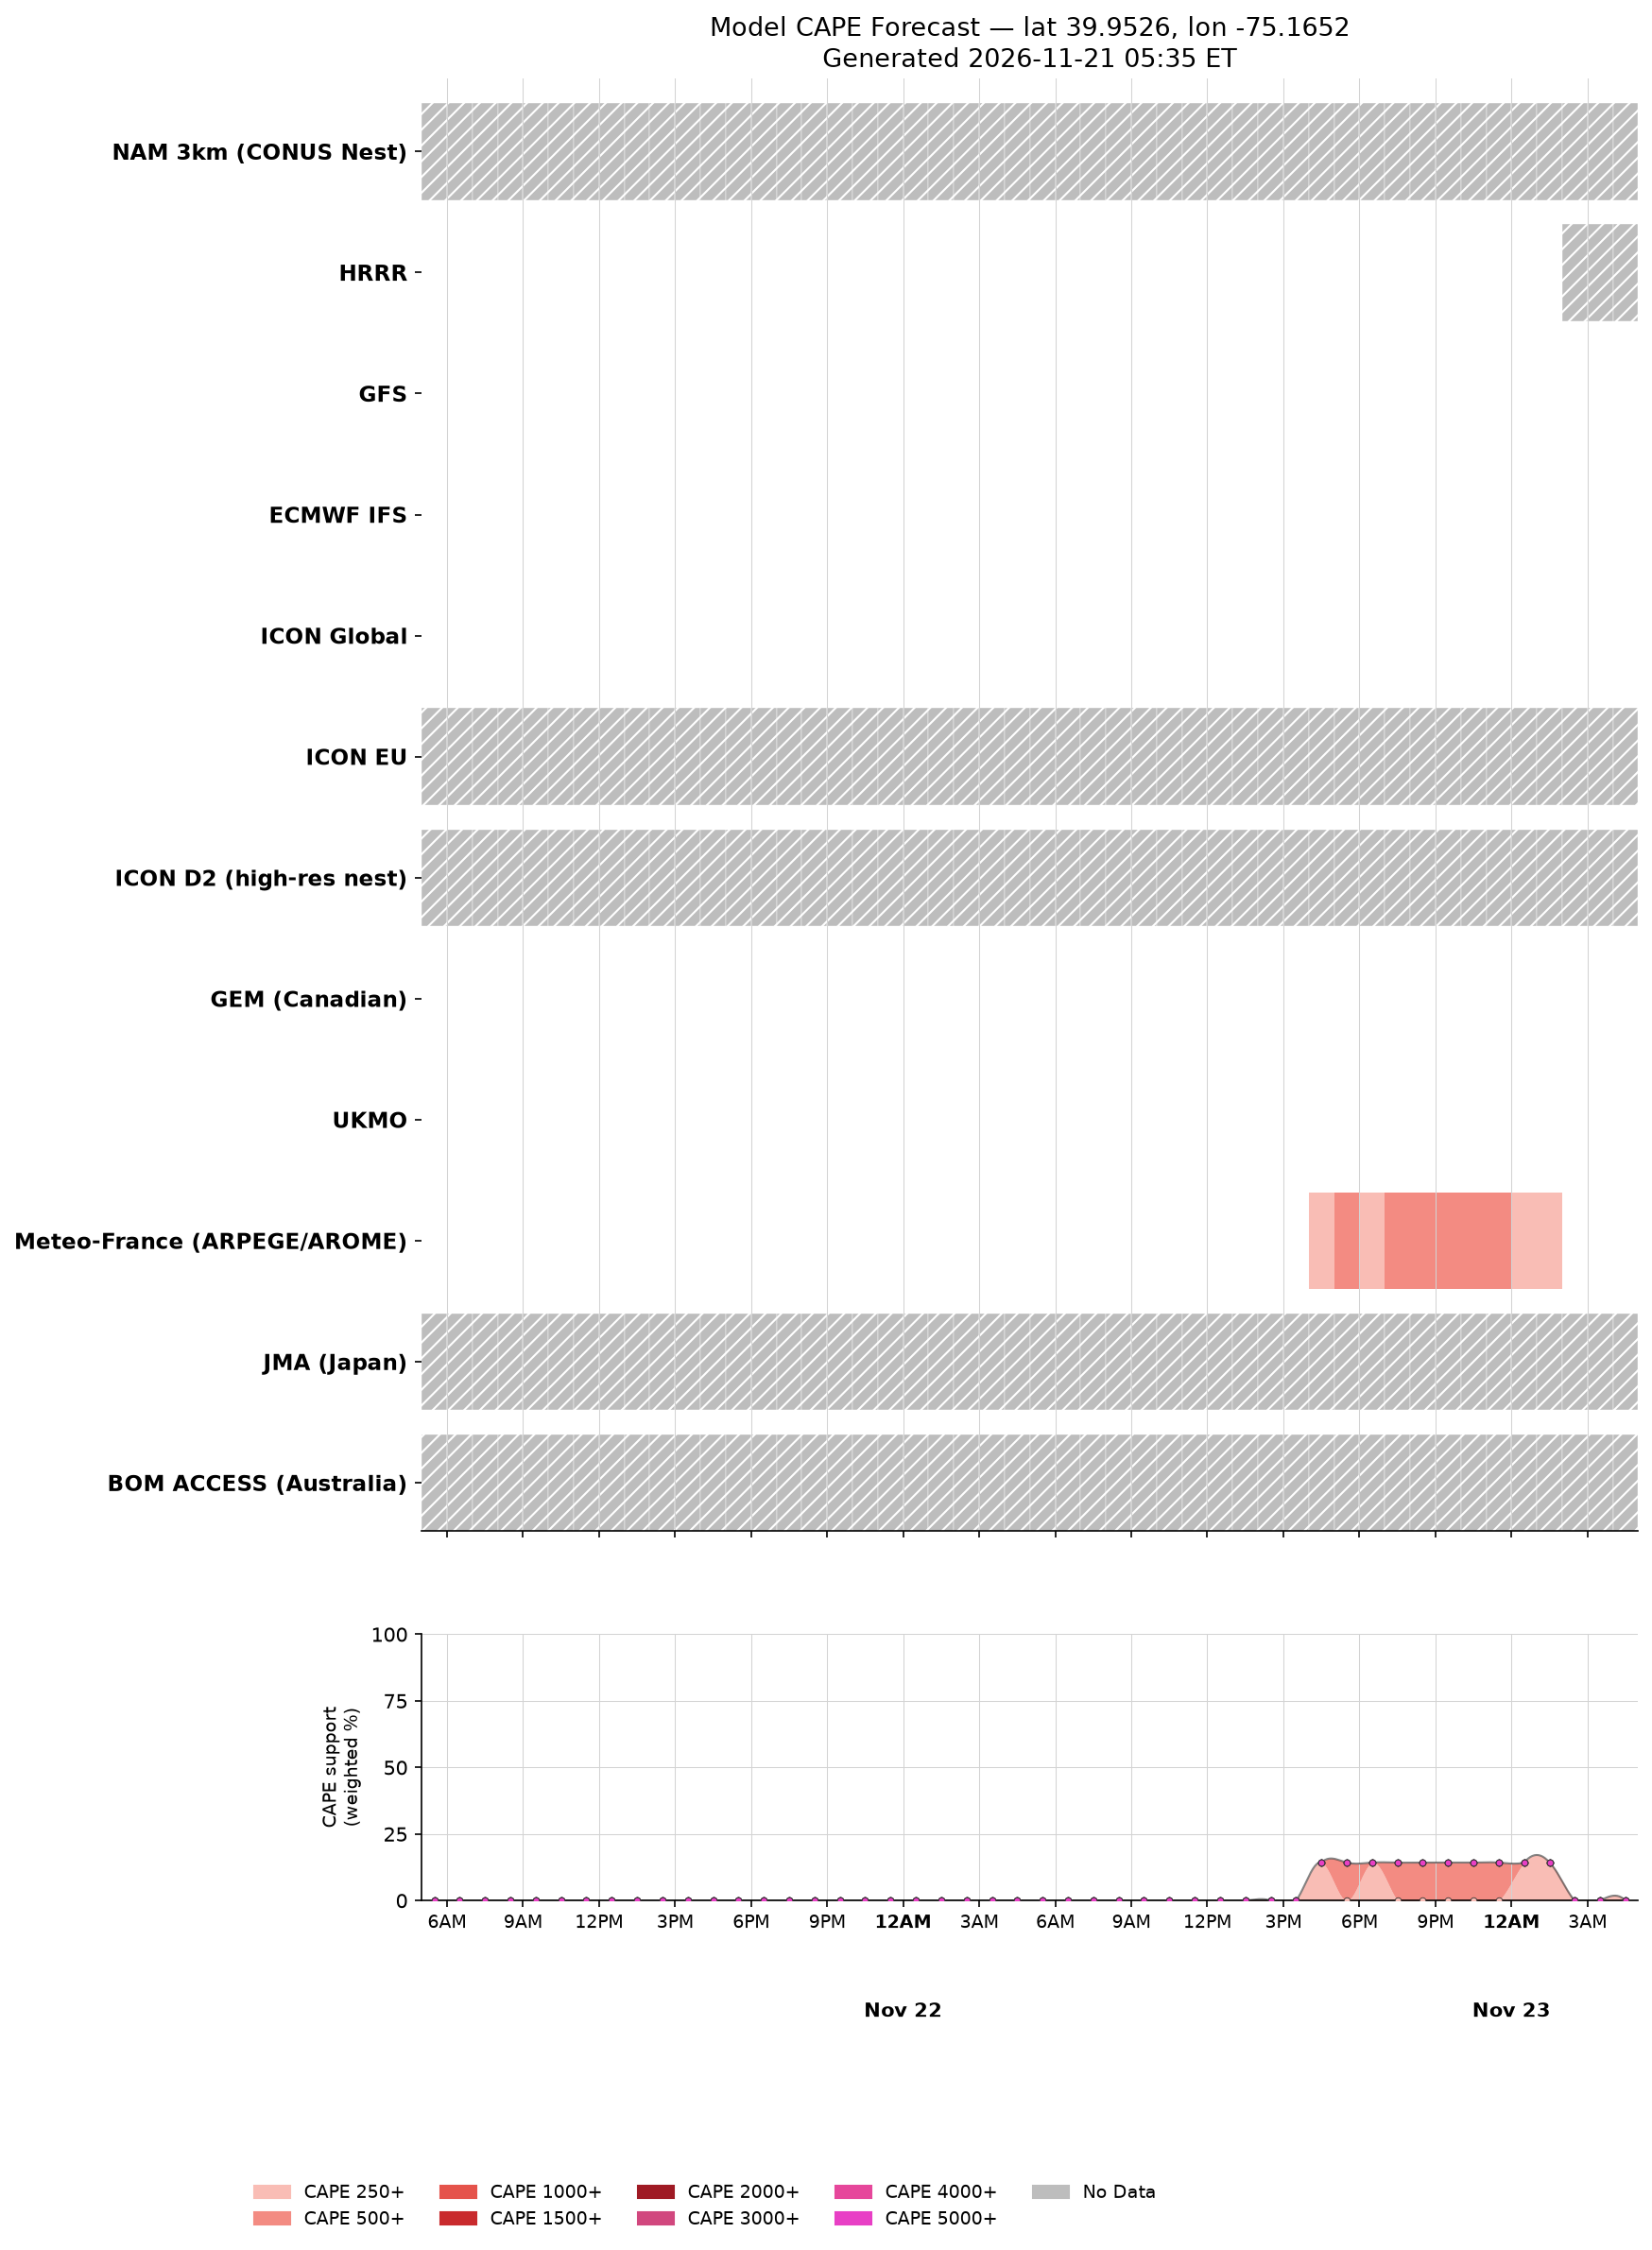 Model CAPE Forecast — lat 39.9526, lon -75.1652
Generated 2026-11-21 05:35 ET
NAM 3km (CONUS Nest)
HRRR
GFS
ECMWF IFS
ICON Global
ICON EU
ICON D2 (high-res nest)
GEM (Canadian)
UKMO
Meteo-France (ARPEGE/AROME)
JMA (Japan)
BOM ACCESS (Australia)
CAPE support
(weighted %)
100
75
50
25
0
6AM 9AM 12PM 3PM 6PM 9PM 12AM 3AM 6AM 9AM 12PM 3PM 6PM 9PM 12AM 3AM
Nov 22 Nov 23
CAPE 250+ CAPE 1000+ CAPE 2000+ CAPE 4000+ No Data
CAPE 500+ CAPE 1500+ CAPE 3000+ CAPE 5000+